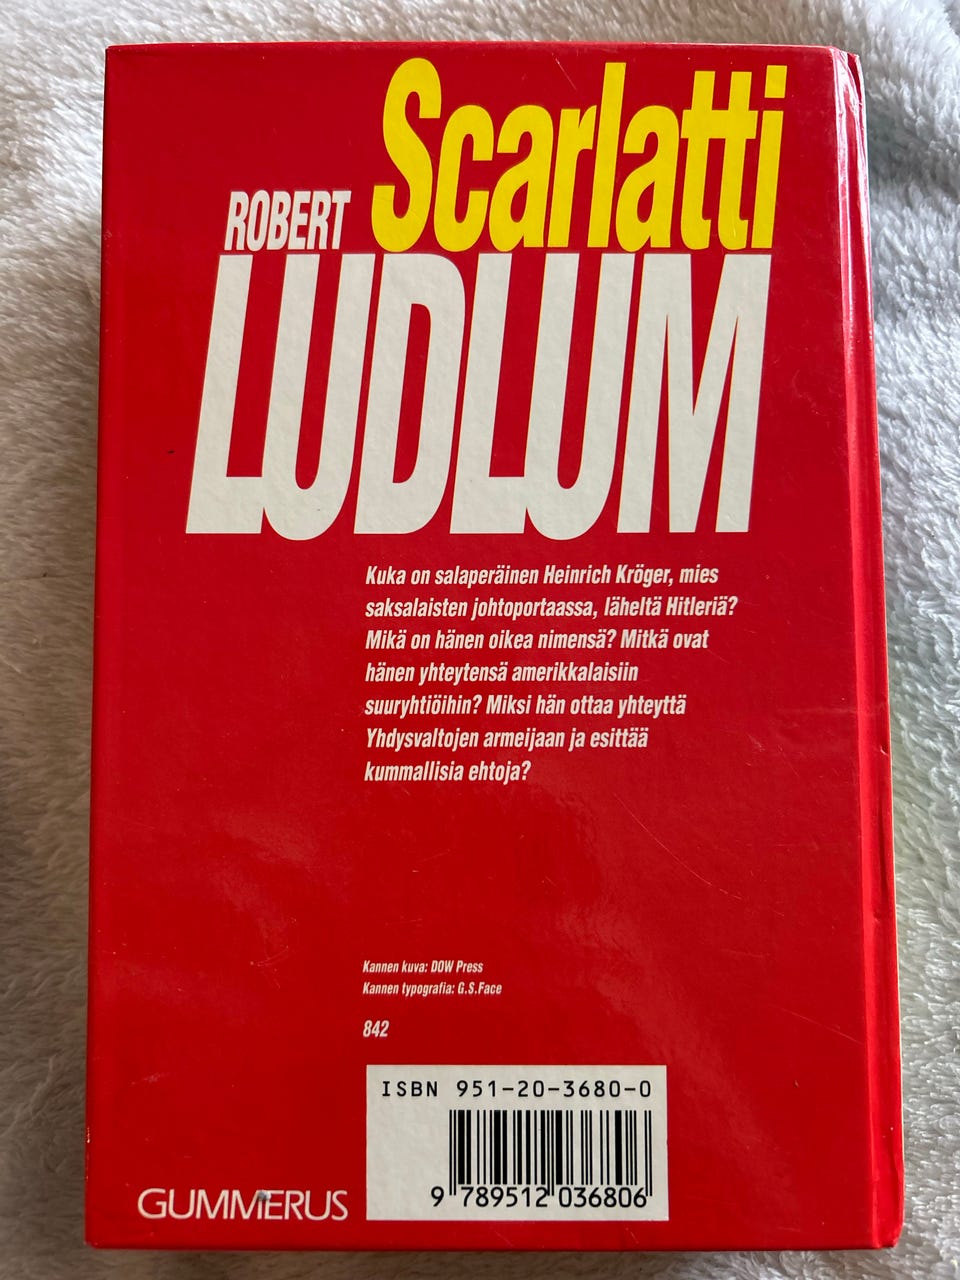 Scarlatti
ROBERT
LUDLUM
Kuka on salaperäinen Heinrich Kröger, mies
saksalaisten johtoportaassa, läheltä Hitleriä?
Mikä on hänen oikea nimensä? Mitkä ovat
hänen yhteytensä amerikkalaisiin
suuryhtiöihin? Miksi hän ottaa yhteyttä
Yhdysvaltojen armeijaan ja esittää
kummallisia ehtoja?
Kannen kuva: DOW Press
Kannen typografia: G.S.Face
842
ISBN 951-20-3680-0
9 789512 036806
GUMMERUS